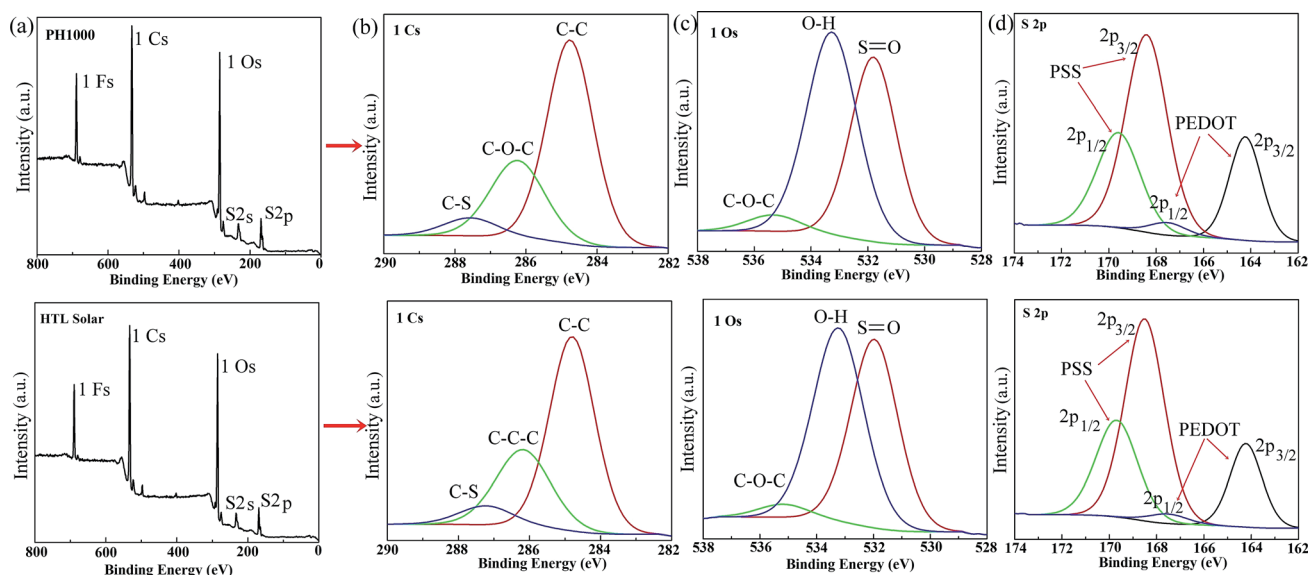 (a)
PH1000
1 Fs
1 Cs
1 Os
S2s
S2p
Intensity (a.u.)
800 600 400 200 0
Binding Energy (eV)
(b)
1 Cs
C-C
C-O-C
C-S
Intensity (a.u.)
290 288 286 284 282
Binding Energy (eV)
(c)
1 Os
O-H
S=O
C-O-C
Intensity (a.u.)
538 536 534 532 530 528
Binding Energy (eV)
(d)
S 2p
2p3/2
PSS
2p1/2
PEDOT
2p1/2
2p3/2
Intensity (a.u.)
174 172 170 168 166 164 162
Binding Energy (eV)
HTL Solar
1 Fs
1 Cs
1 Os
S2s
S2p
Intensity (a.u.)
800 600 400 200 0
Binding Energy (eV)
1 Cs
C-C
C-C-C
C-S
Intensity (a.u.)
290 288 286 284 282
Binding Energy (eV)
1 Os
O-H
S=O
C-O-C
Intensity (a.u.)
538 536 534 532 530 528
Binding Energy (eV)
S 2p
2p3/2
PSS
2p1/2
PEDOT
2p1/2
2p3/2
Intensity (a.u.)
174 172 170 168 166 164 162
Binding Energy (eV)